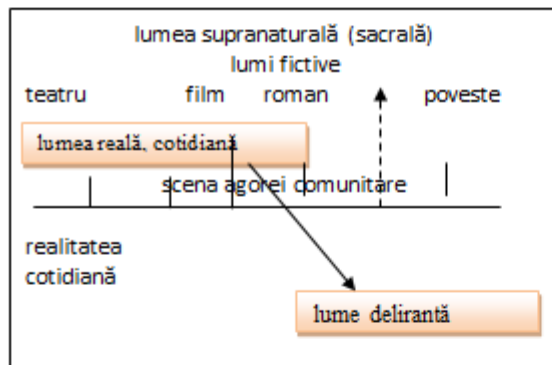 lumea supranaturală (sacrală)
lumi fictive
teatru film roman poveste
lumea reală, cotidiană
scena agorei comunitare
realitatea
cotidiană
lume delirantă